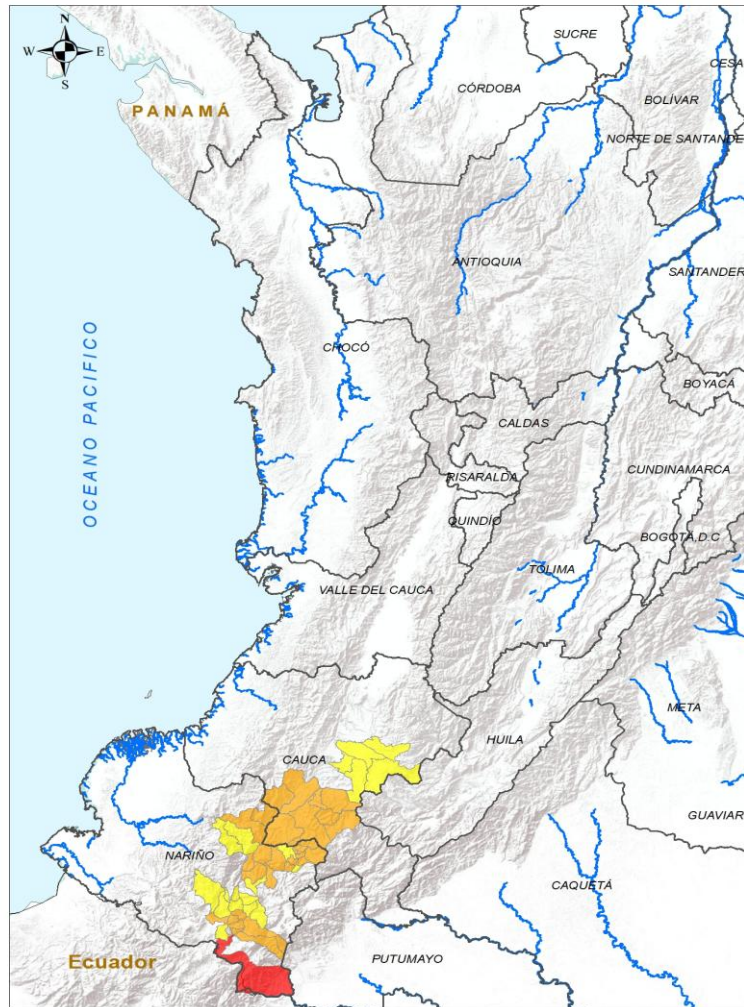 N
W E
S
SUCRE
CESA
CÓRDOBA
BOLÍVAR
PANAMÁ
NORTE DE SANTANDE
ANTIOQUIA
SANTANDER
OCEANO PACIFICO
CHOCÓ
BOYACÁ
CALDAS
CUNDINAMARCA
RISARALDA
QUINDÍO
BOGOTÁ,D.C
TOLIMA
VALLE DEL CAUCA
META
HUILA
CAUCA
GUAVIAR
NARIÑO
CAQUETÁ
Ecuador
PUTUMAYO